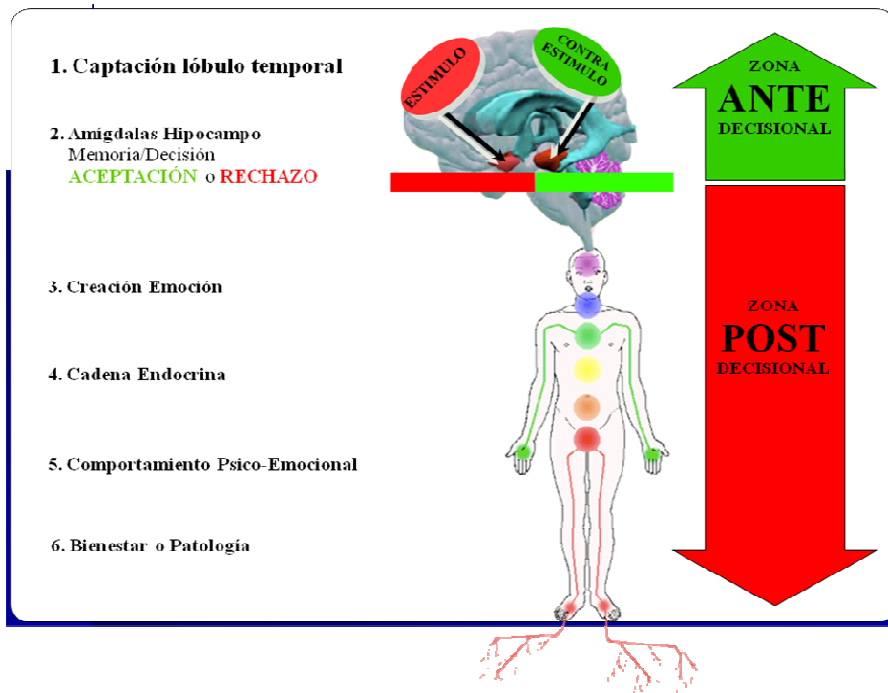 1. Captación lóbulo temporal
2. Amigdalas Hipocampo
Memoria/Decisión
ACEPTACIÓN o RECHAZO
3. Creación Emoción
4. Cadena Endocrina
5. Comportamiento Psico-Emocional
6. Bienestar o Patología
ESTIMULO
CONTRA
ESTIMULO
ZONA
ANTE
DECISIONAL
ZONA
POST
DECISIONAL